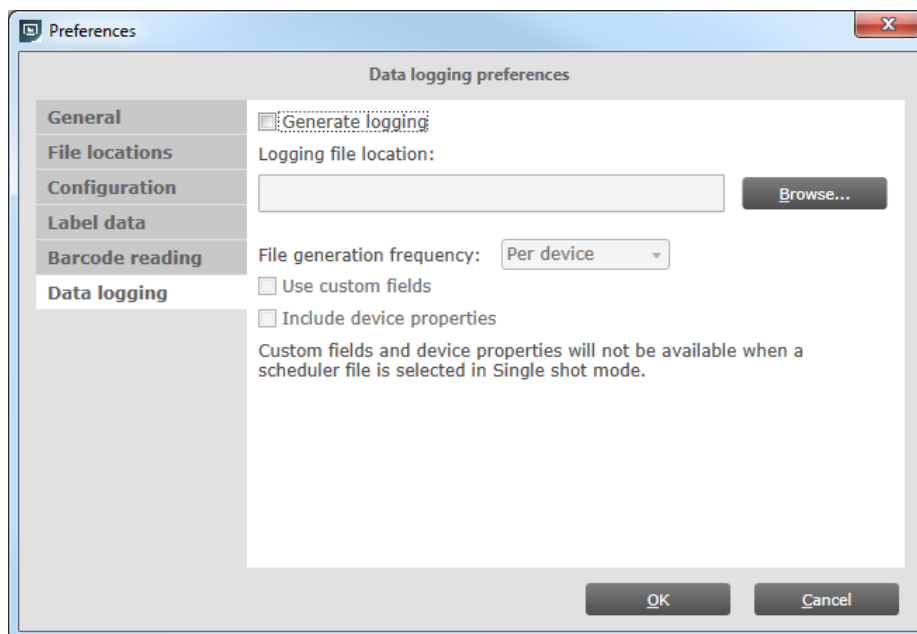 Preferences
Data logging preferences
General
File locations
Configuration
Label data
Barcode reading
Data logging
Generate logging
Logging file location:
Browse...
File generation frequency: Per device
Use custom fields
Include device properties
Custom fields and device properties will not be available when a
scheduler file is selected in Single shot mode.
OK
Cancel